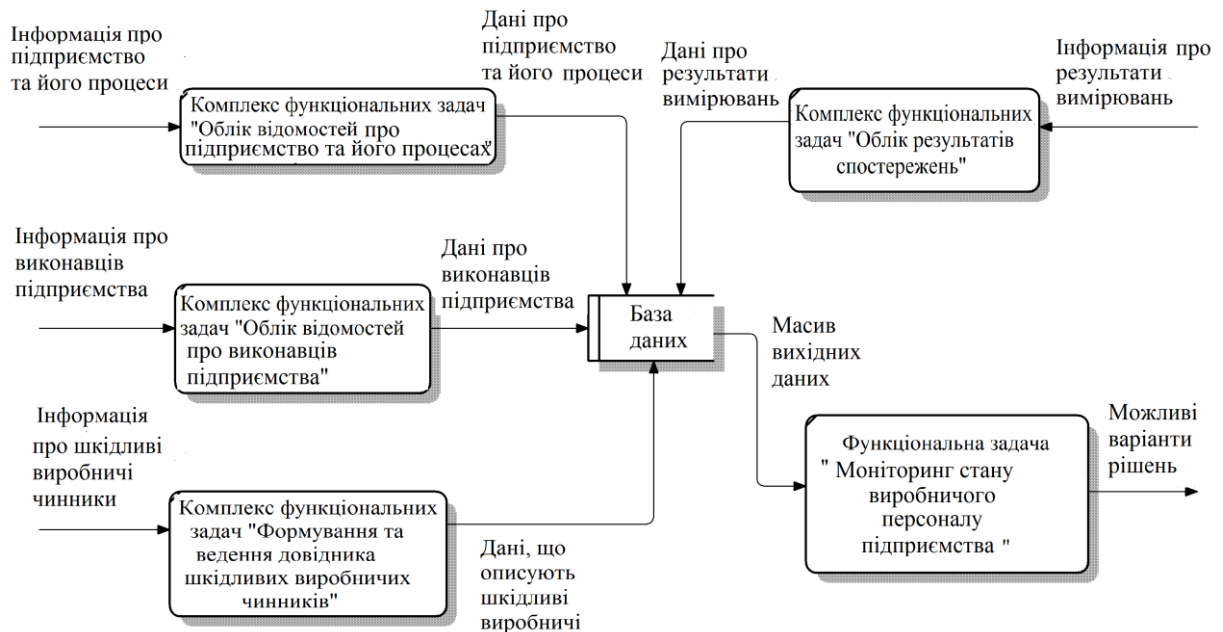 Інформація про
підприємство
та його процеси
Комплекс функціональних задач
"Облік відомостей про
підприємство та його процесах"
Дані про
підприємство
та його процеси
Дані про
результати
вимірювань
Інформація про
результати
вимірювань
Комплекс функціональних
задач "Облік результатів
спостережень"
Інформація про
виконавців
підприємства
Комплекс функціональних
задач "Облік відомостей
про виконавців
підприємства"
Дані про
виконавців
підприємства
База
даних
Масив
вихідних
даних
Інформація
про шкідливі
виробничі
чинники
Комплекс функціональних
задач "Формування та
ведення довідника
шкідливих виробничих
чинників"
Дані, що
описують
шкідливі
виробничі
Функціональна задача
" Моніторинг стану
виробничого
персоналу
підприємства "
Можливі
варіанти
рішень